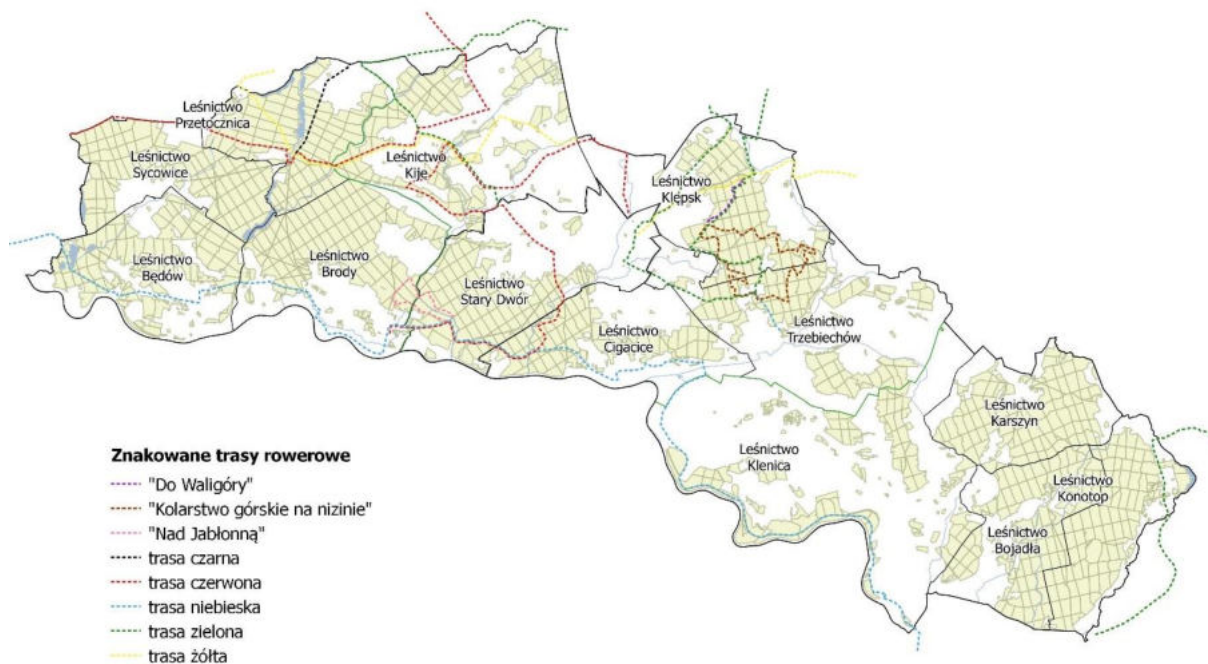 Leśnictwo
Przetocznica
Leśnictwo
Sycowice
Leśnictwo
Kije
Leśnictwo
Klępsk
Leśnictwo
Będów
Leśnictwo
Brody
Leśnictwo
Stary Dwór
Leśnictwo
Cigacice
Leśnictwo
Trzebiechów
Leśnictwo
Karszyn
Leśnictwo
Klenica
Leśnictwo
Konotop
Leśnictwo
Bojadła
Znakowane trasy rowerowe
"Do Waligóry"
"Kolarstwo górskie na nizinie"
"Nad Jabłonną"
trasa czarna
trasa czerwona
trasa niebieska
trasa zielona
trasa żółta